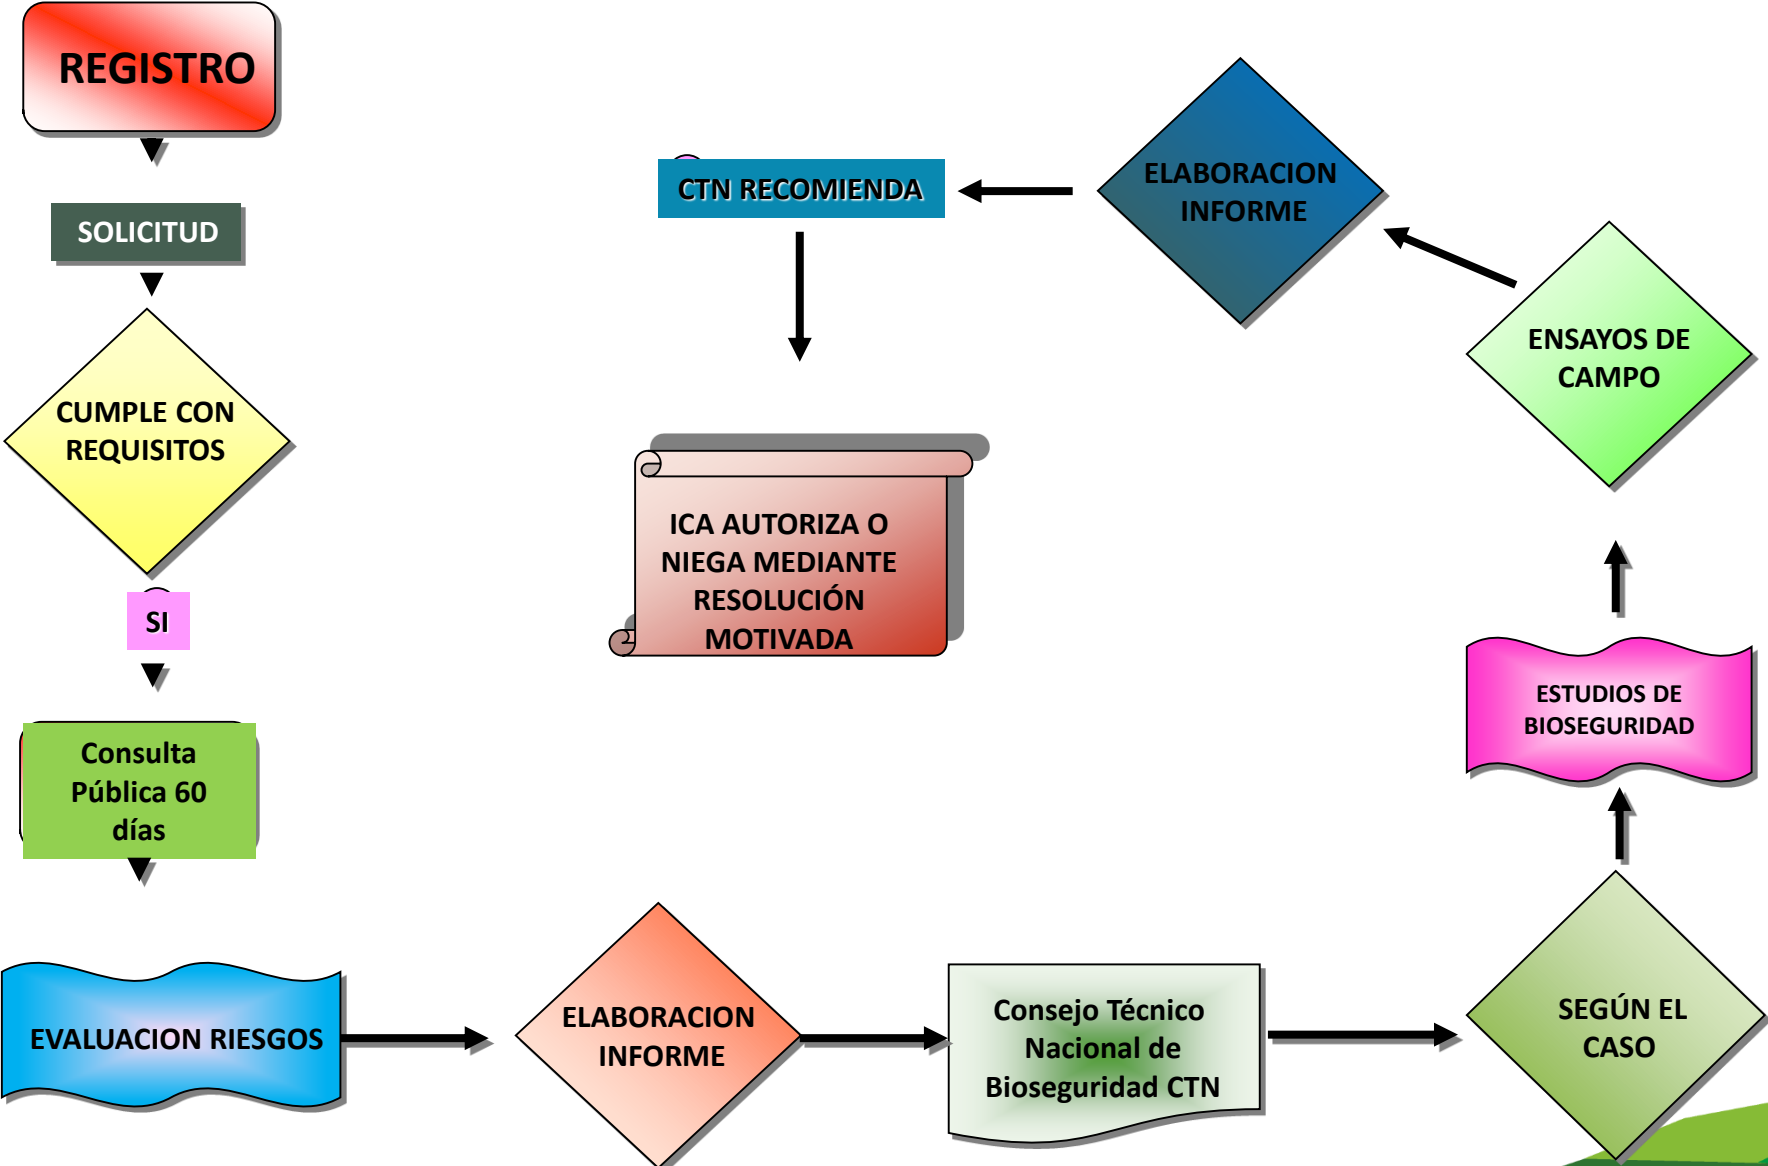 REGISTRO
SOLICITUD
CUMPLE CON
REQUISITOS
SI
Consulta
Pública 60
días
EVALUACION RIESGOS
ELABORACION
INFORME
Consejo Técnico
Nacional de
Bioseguridad CTN
SEGÚN EL
CASO
ESTUDIOS DE
BIOSEGURIDAD
ENSAYOS DE
CAMPO
ELABORACION
INFORME
CTN RECOMIENDA
ICA AUTORIZA O
NIEGA MEDIANTE
RESOLUCIÓN
MOTIVADA